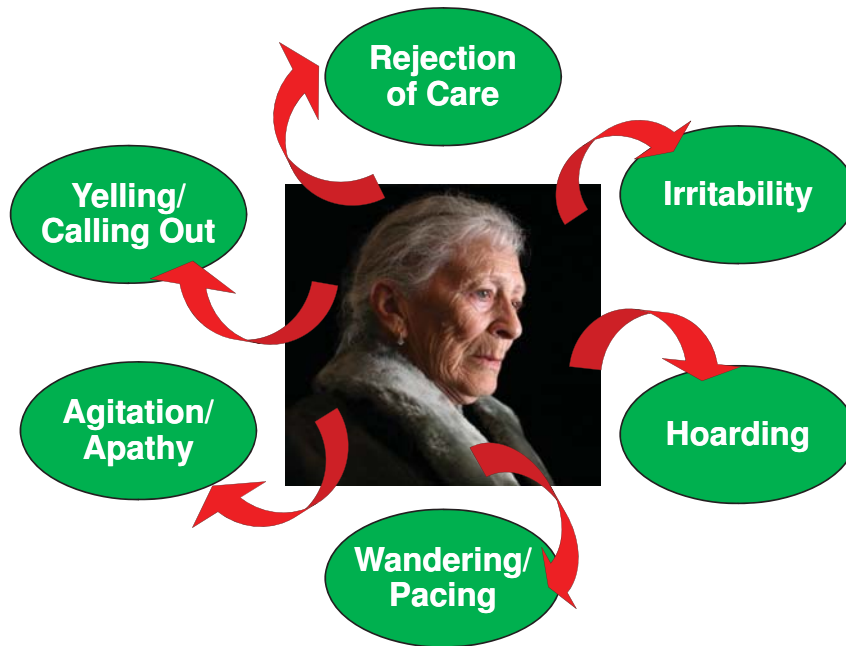 Rejection
of Care
Irritability
Yelling/
Calling Out
Agitation/
Apathy
Hoarding
Wandering/
Pacing